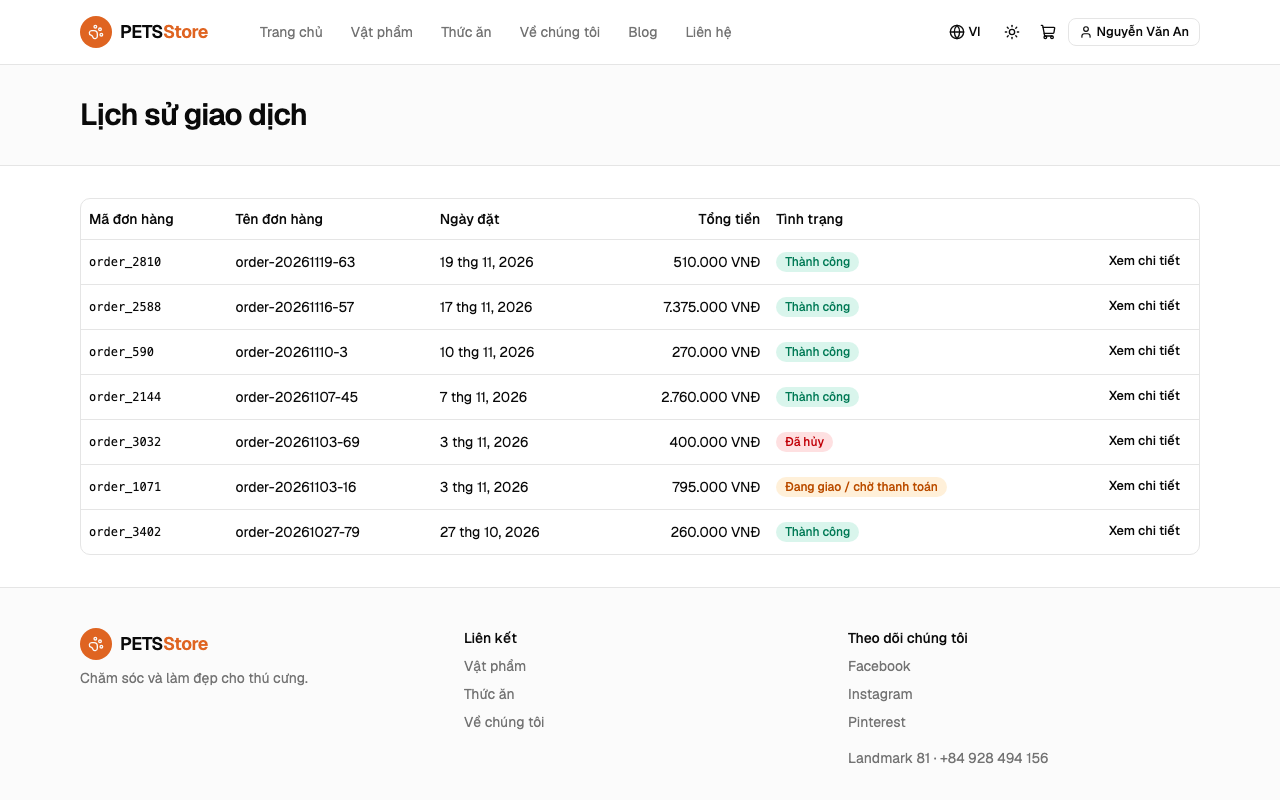 PETSStore Trang chủ Vật phẩm Thức ăn Về chúng tôi Blog Liên hệ VI Nguyễn Văn An
Lịch sử giao dịch
Mã đơn hàng Tên đơn hàng Ngày đặt Tổng tiền Tình trạng
order_2810 order-20261119-63 19 thg 11, 2026 510.000 VNĐ Thành công Xem chi tiết
order_2588 order-20261116-57 17 thg 11, 2026 7.375.000 VNĐ Thành công Xem chi tiết
order_590 order-20261110-3 10 thg 11, 2026 270.000 VNĐ Thành công Xem chi tiết
order_2144 order-20261107-45 7 thg 11, 2026 2.760.000 VNĐ Thành công Xem chi tiết
order_3032 order-20261103-69 3 thg 11, 2026 400.000 VNĐ Đã hủy Xem chi tiết
order_1071 order-20261103-16 3 thg 11, 2026 795.000 VNĐ Đang giao / chờ thanh toán Xem chi tiết
order_3402 order-20261027-79 27 thg 10, 2026 260.000 VNĐ Thành công Xem chi tiết
PETSStore
Chăm sóc và làm đẹp cho thú cưng.
Liên kết
Vật phẩm
Thức ăn
Về chúng tôi
Theo dõi chúng tôi
Facebook
Instagram
Pinterest
Landmark 81 · +84 928 494 156